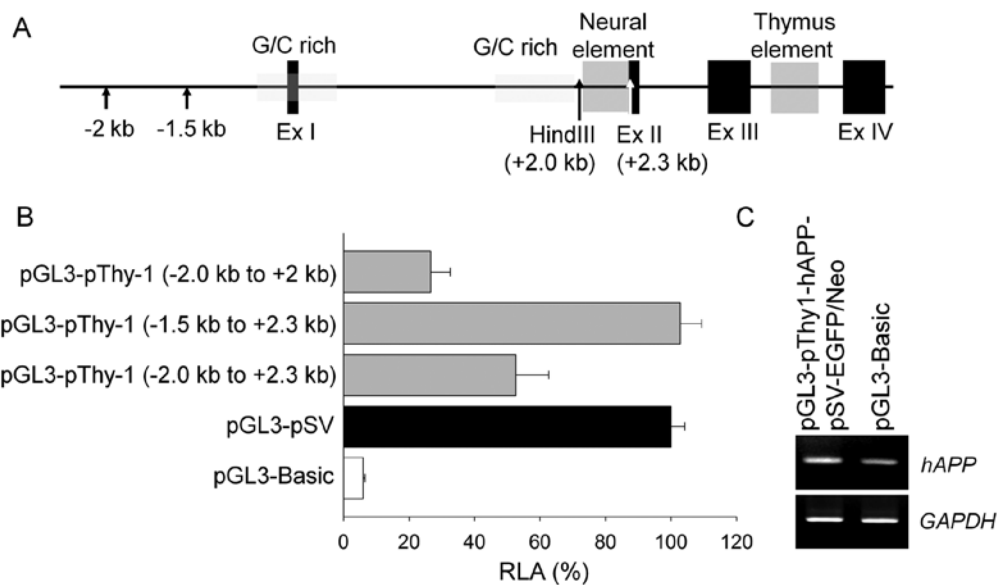 A
G/C rich
G/C rich
Neural
element
Thymus
element
-2 kb
-1.5 kb
Ex I
HindIII
(+2.0 kb)
Ex II
(+2.3 kb)
Ex III
Ex IV
B
pGL3-pThy-1 (-2.0 kb to +2 kb)
pGL3-pThy-1 (-1.5 kb to +2.3 kb)
pGL3-pThy-1 (-2.0 kb to +2.3 kb)
pGL3-pSV
pGL3-Basic
0 20 40 60 80 100 120
RLA (%)
C
pGL3-pThy1-hAPP-
pSV-EGFP/Neo
pGL3-Basic
hAPP
GAPDH